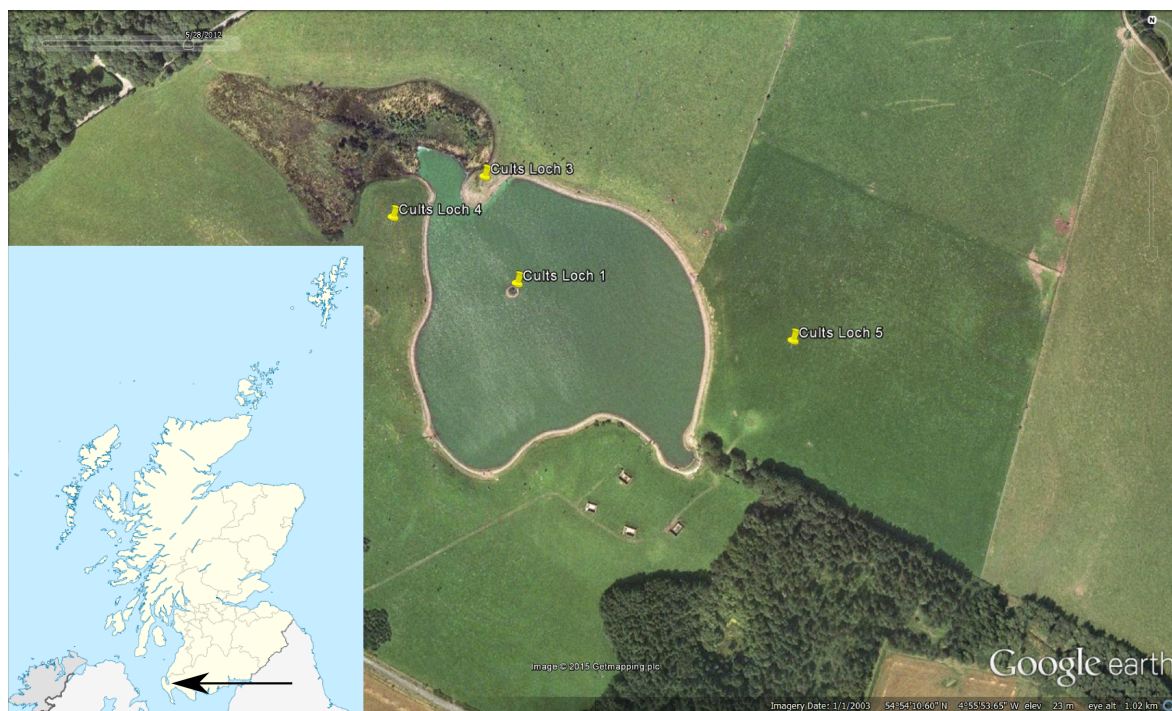 5/28/2012
N
Cults Loch 3
Cults Loch 4
Cults Loch 1
Cults Loch 5
Image © 2015 Getmapping plc
Google earth
Imagery Date: 1/1/2003 54°54'10.60" N 4°55'53.65" W elev 23 m eye alt 1.02 km